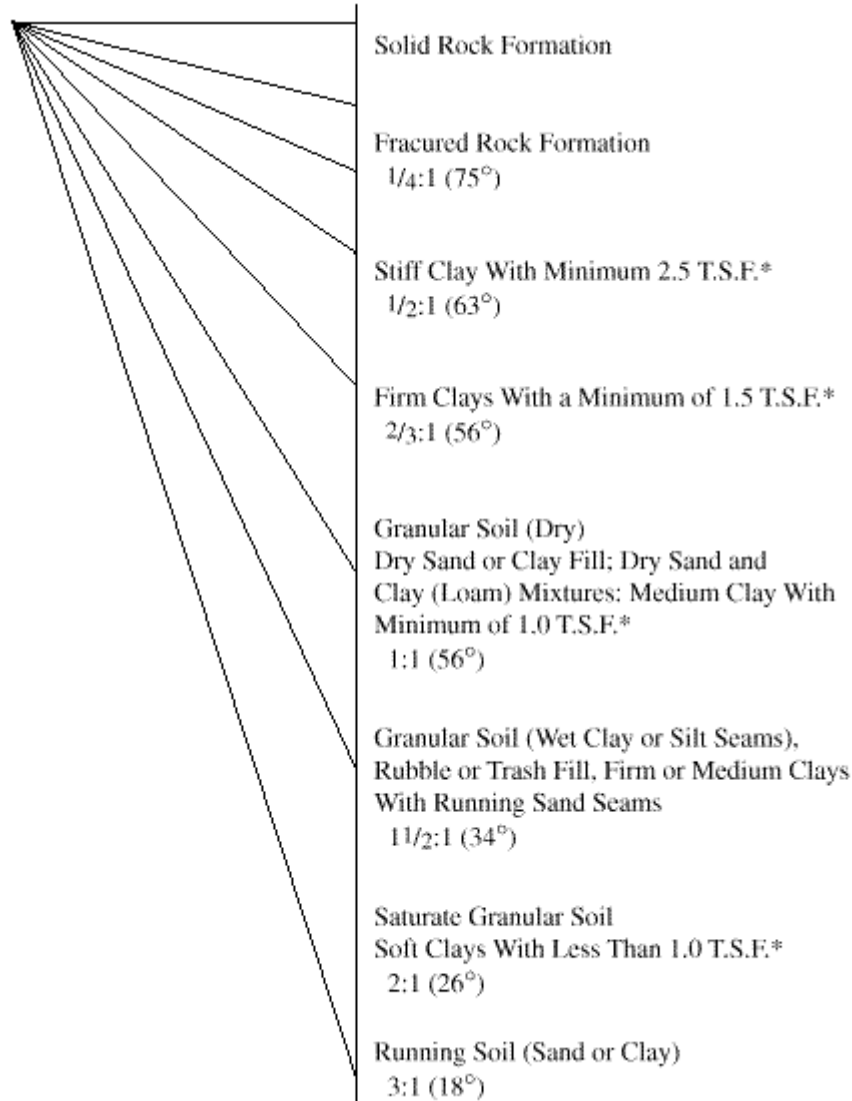 Solid Rock Formation
Fracured Rock Formation
1/4:1 (75°)
Stiff Clay With Minimum 2.5 T.S.F.*
1/2:1 (63°)
Firm Clays With a Minimum of 1.5 T.S.F.*
2/3:1 (56°)
Granular Soil (Dry)
Dry Sand or Clay Fill; Dry Sand and
Clay (Loam) Mixtures: Medium Clay With
Minimum of 1.0 T.S.F.*
1:1 (56°)
Granular Soil (Wet Clay or Silt Seams),
Rubble or Trash Fill, Firm or Medium Clays
With Running Sand Seams
11/2:1 (34°)
Saturate Granular Soil
Soft Clays With Less Than 1.0 T.S.F.*
2:1 (26°)
Running Soil (Sand or Clay)
3:1 (18°)